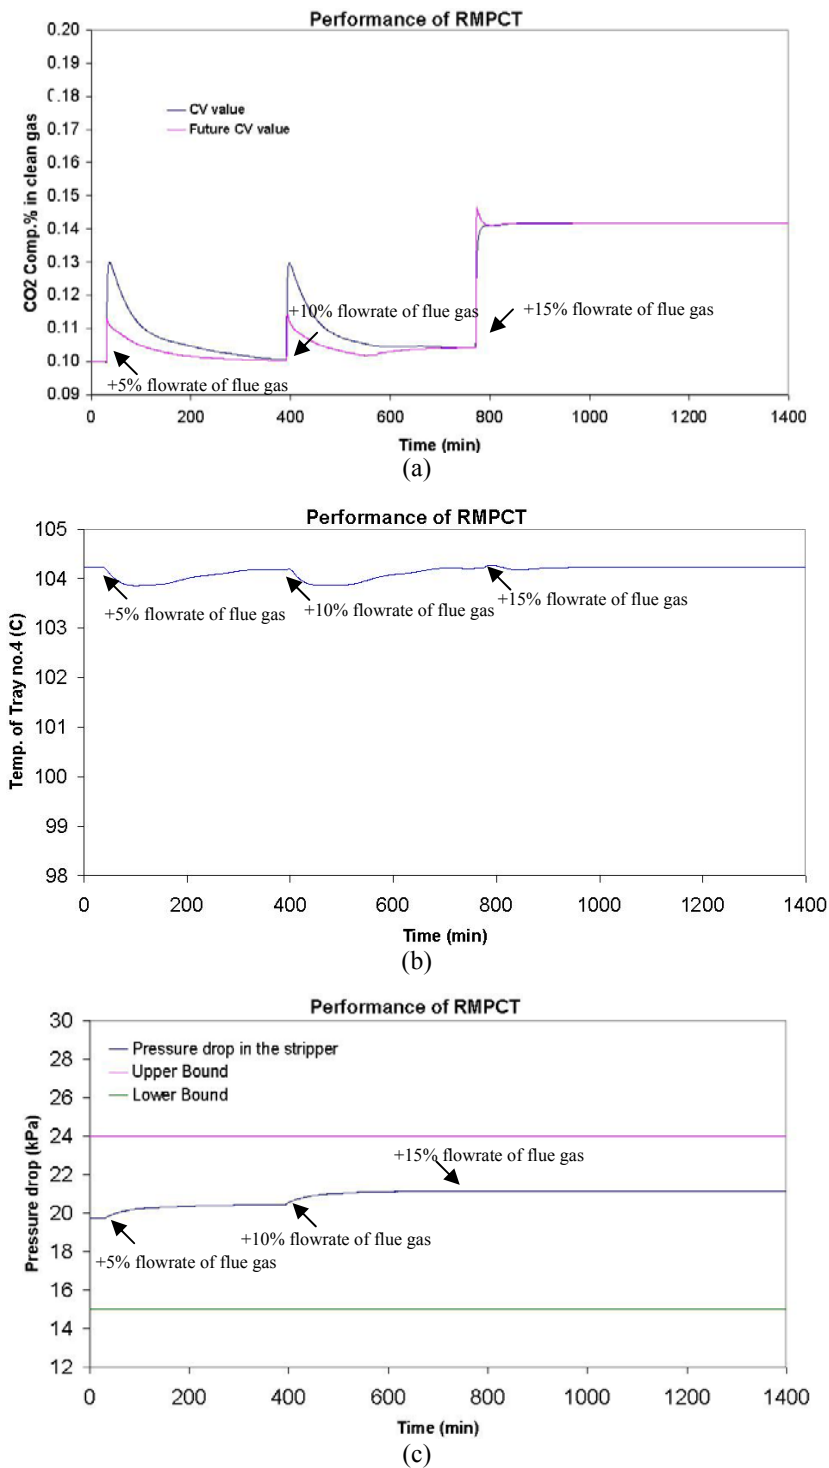 Performance of RMPCT
0.20
0.19
0.18
0.17
0.16
0.15
0.14
0.13
0.12
0.11
0.10
0.09
CO2 Comp.% in clean gas
CV value
Future CV value
+10% flowrate of flue gas
+15% flowrate of flue gas
+5% flowrate of flue gas
0 200 400 600 800 1000 1200 1400
Time (min)
(a)
Performance of RMPCT
105
104
103
102
101
100
99
98
Temp. of Tray no.4 (C)
+5% flowrate of flue gas
+10% flowrate of flue gas
+15% flowrate of flue gas
0 200 400 600 800 1000 1200 1400
Time (min)
(b)
Performance of RMPCT
30
28
26
24
22
20
18
16
14
12
Pressure drop (kPa)
Pressure drop in the stripper
Upper Bound
Lower Bound
+15% flowrate of flue gas
+10% flowrate of flue gas
+5% flowrate of flue gas
0 200 400 600 800 1000 1200 1400
Time (min)
(c)